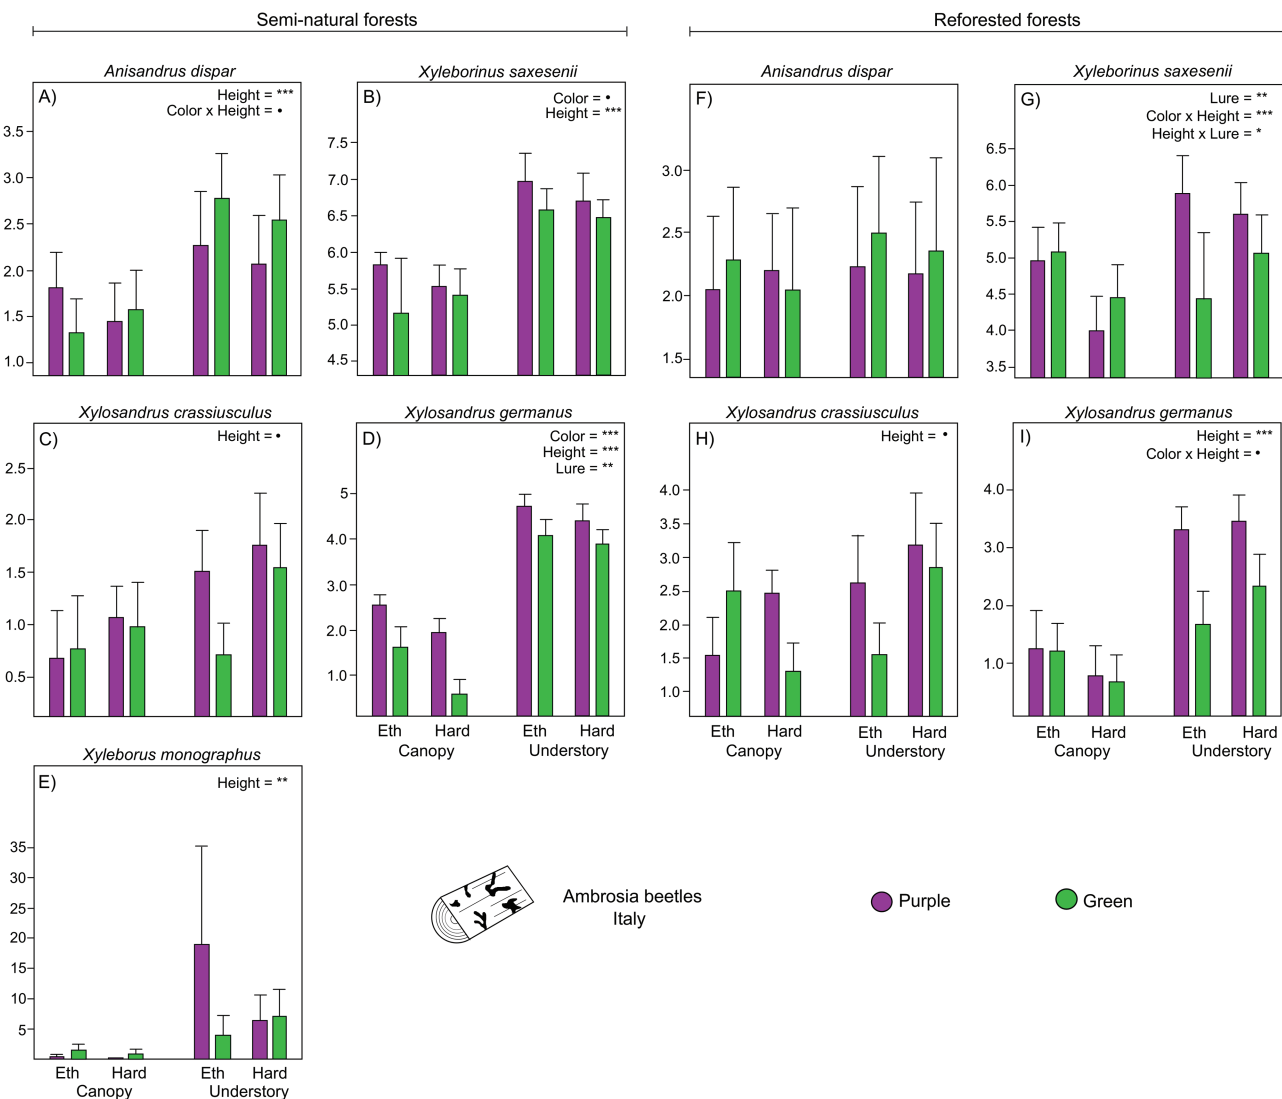 Semi-natural forests
Reforested forests
Anisandrus dispar
A)
Height = ***
Color x Height = •
3.5
3.0
2.5
2.0
1.5
1.0
Xyleborinus saxesenii
B)
Color = •
Height = ***
7.5
7.0
6.5
6.0
5.5
5.0
4.5
Anisandrus dispar
F)
3.0
2.5
2.0
1.5
Xyleborinus saxesenii
G)
Lure = **
Color x Height = ***
Height x Lure = *
6.5
6.0
5.5
5.0
4.5
4.0
3.5
Xylosandrus crassiusculus
C)
Height = •
2.5
2.0
1.5
1.0
0.5
Xylosandrus germanus
D)
Color = ***
Height = ***
Lure = **
5
4.0
3.0
2.0
1.0
Eth Hard Eth Hard
Canopy Understory
Xylosandrus crassiusculus
H)
Height = •
4.0
3.5
3.0
2.5
2.0
1.5
1.0
Eth Hard Eth Hard
Canopy Understory
Xylosandrus germanus
I)
Height = ***
Color x Height = •
4.0
3.0
2.0
1.0
Eth Hard Eth Hard
Canopy Understory
Xyleborus monographus
E)
Height = **
35
30
25
20
15
10
5
Eth Hard Eth Hard
Canopy Understory
Ambrosia beetles
Italy
Purple
Green